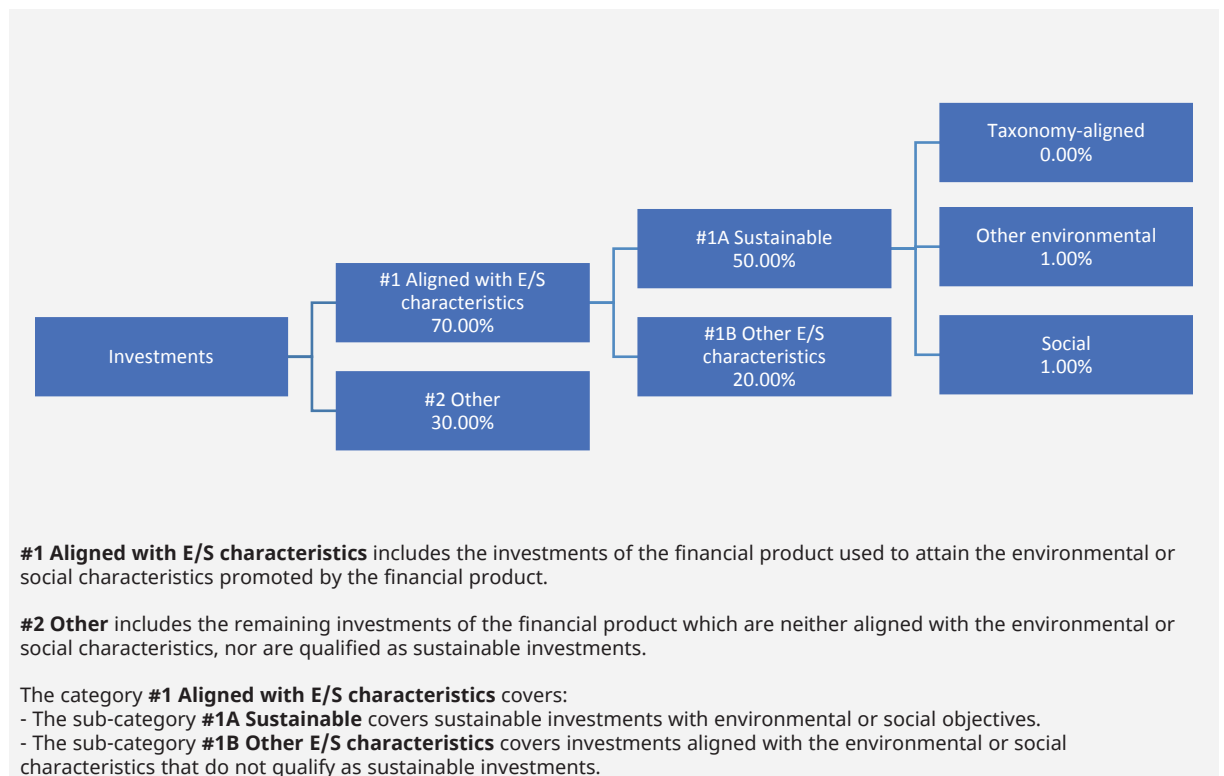 Taxonomy-aligned
0.00%
#1A Sustainable
50.00%
Other environmental
1.00%
#1 Aligned with E/S
characteristics
70.00%
Investments
#1B Other E/S
characteristics
20.00%
Social
1.00%
#2 Other
30.00%
#1 Aligned with E/S characteristics includes the investments of the financial product used to attain the environmental or
social characteristics promoted by the financial product.
#2 Other includes the remaining investments of the financial product which are neither aligned with the environmental or
social characteristics, nor are qualified as sustainable investments.
The category #1 Aligned with E/S characteristics covers:
- The sub-category #1A Sustainable covers sustainable investments with environmental or social objectives.
- The sub-category #1B Other E/S characteristics covers investments aligned with the environmental or social
characteristics that do not qualify as sustainable investments.